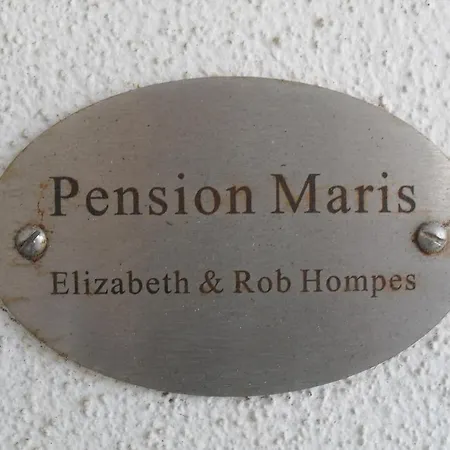 Pension Maris
Elizabeth & Rob Hompes